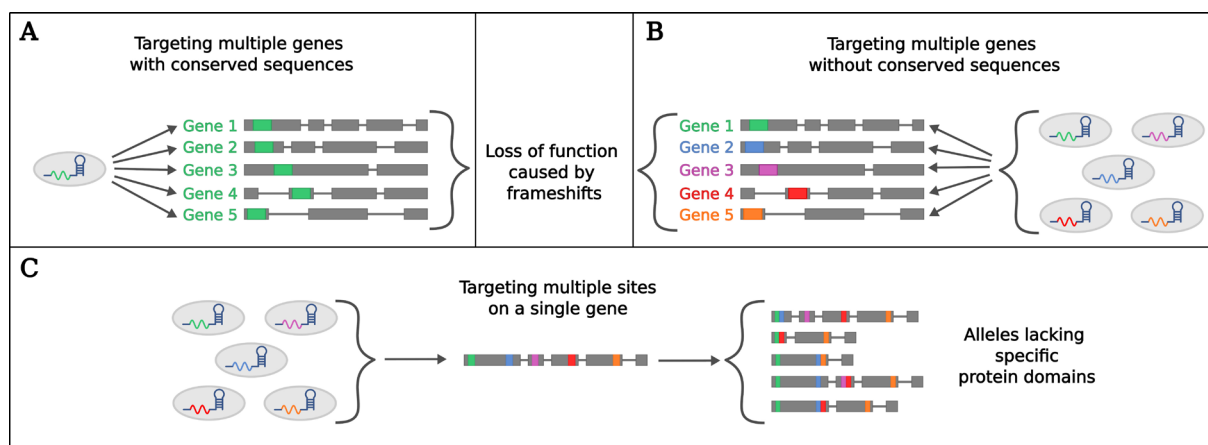 A
Targeting multiple genes
with conserved sequences
Gene 1
Gene 2
Gene 3
Gene 4
Gene 5
Loss of function
caused by
frameshifts
B
Targeting multiple genes
without conserved sequences
Gene 1
Gene 2
Gene 3
Gene 4
Gene 5
C
Targeting multiple sites
on a single gene
Alleles lacking
specific
protein domains